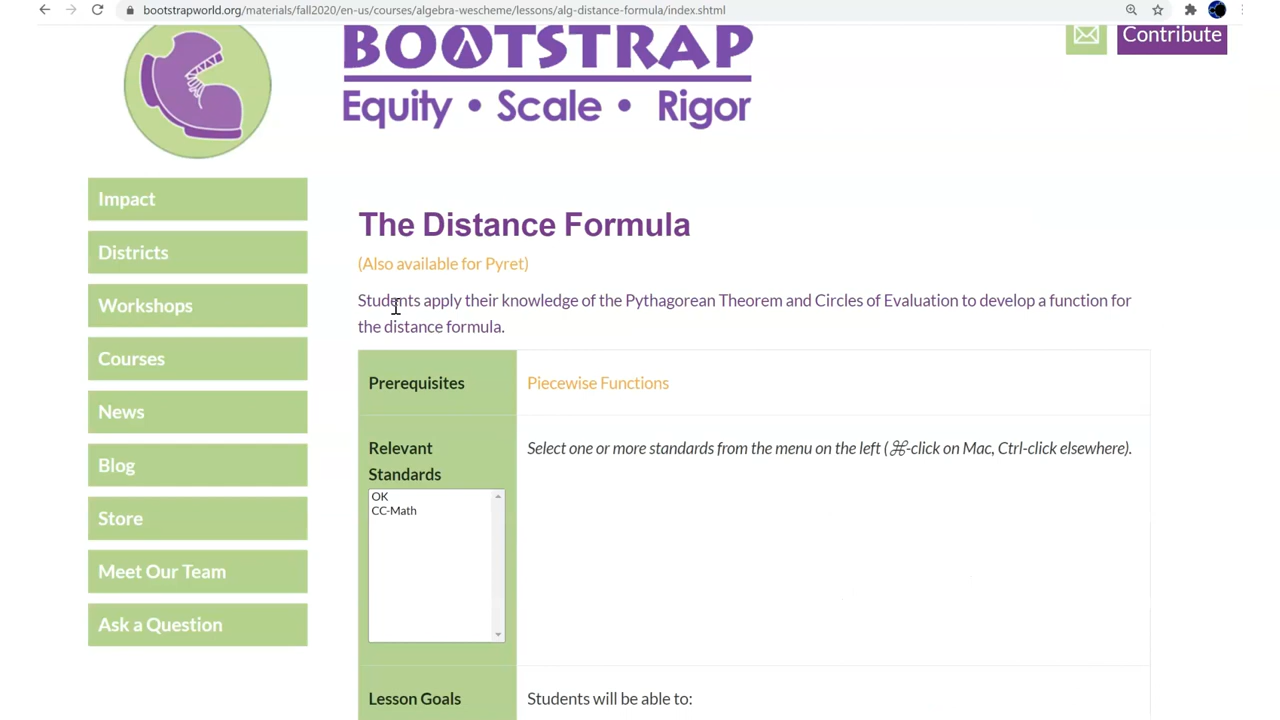 bootstrapworld.org/materials/fall2020/en-us/courses/algebra-wescheme/lessons/alg-distance-formula/index.shtml
BOOTSTRAP
Equity • Scale • Rigor
Contribute
Impact
Districts
Workshops
Courses
News
Blog
Store
Meet Our Team
Ask a Question
The Distance Formula
(Also available for Pyret)
Students apply their knowledge of the Pythagorean Theorem and Circles of Evaluation to develop a function for
the distance formula.
Prerequisites
Piecewise Functions
Relevant
Standards
OK
CC-Math
Select one or more standards from the menu on the left (⌘-click on Mac, Ctrl-click elsewhere).
Lesson Goals
Students will be able to: